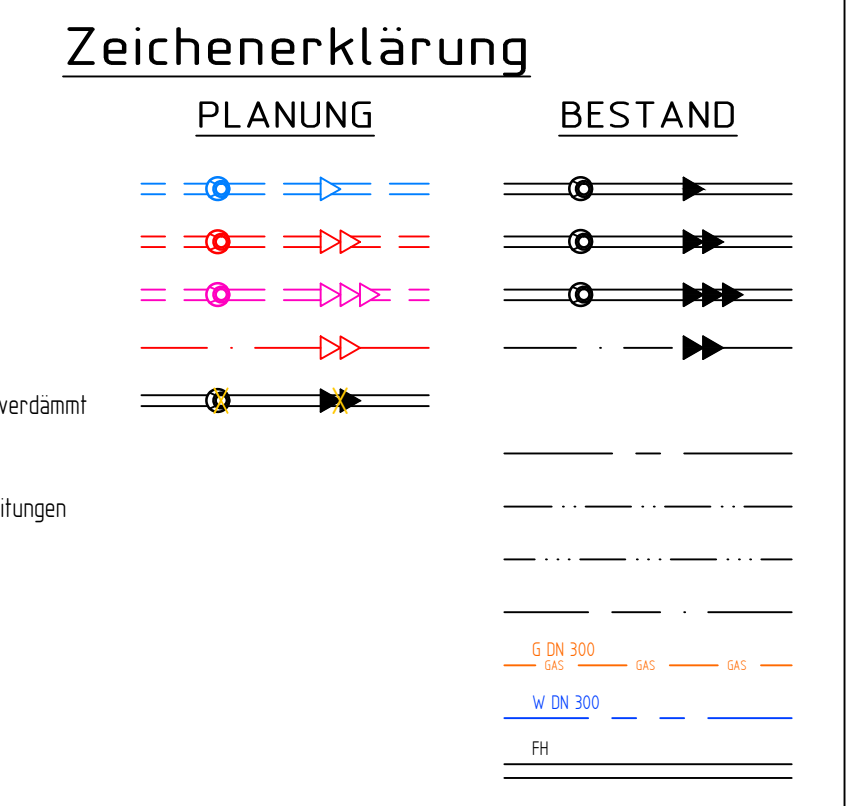 Zeichenerklärung
PLANUNG BESTAND
verdämmt
itungen
G DN 300
GAS GAS GAS
W DN 300
FH